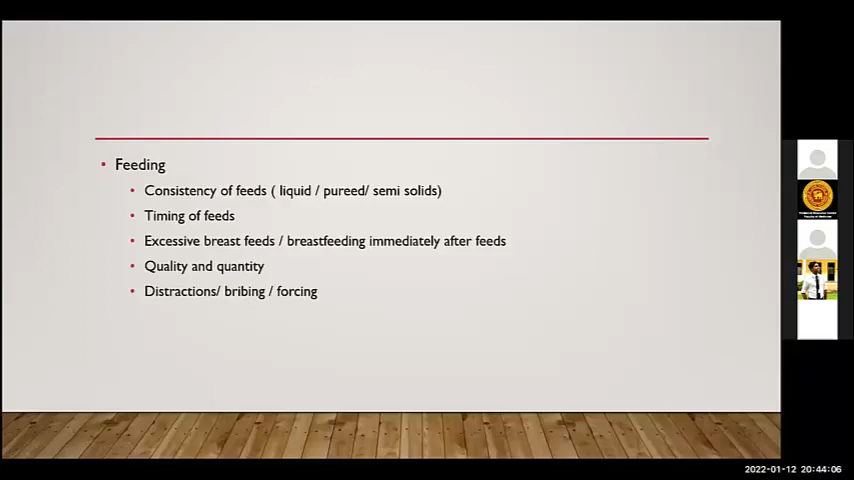 Feeding
Consistency of feeds ( liquid / pureed/ semi solids)
Timing of feeds
Excessive breast feeds / breastfeeding immediately after feeds
Quality and quantity
Distractions/ bribing / forcing
2022-01-12 20:44:06